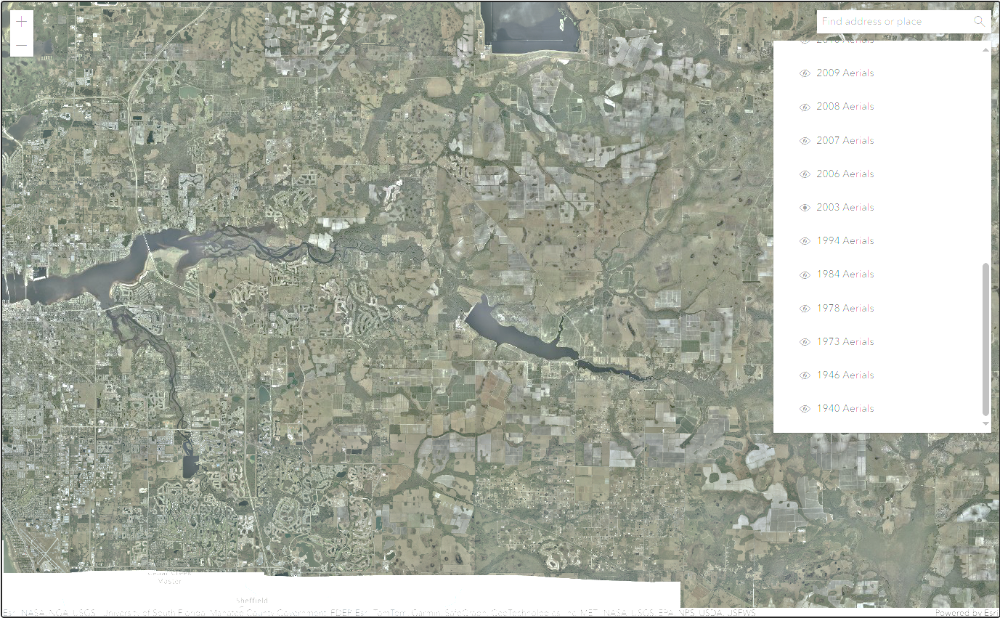 Find address or place
2010 Aerials
2009 Aerials
2008 Aerials
2007 Aerials
2006 Aerials
2003 Aerials
1994 Aerials
1984 Aerials
1978 Aerials
1973 Aerials
1946 Aerials
1940 Aerials
Cedar Creek
Master
Sheffield
Esri, NASA, NGA, USGS | University of South Florida, Manatee County Government, FDEP, Esri, TomTom, Garmin, SafeGraph, GeoTechnologies, Inc, METI/NASA, USGS, EPA, NPS, USDA, USFWS
Powered by Esri